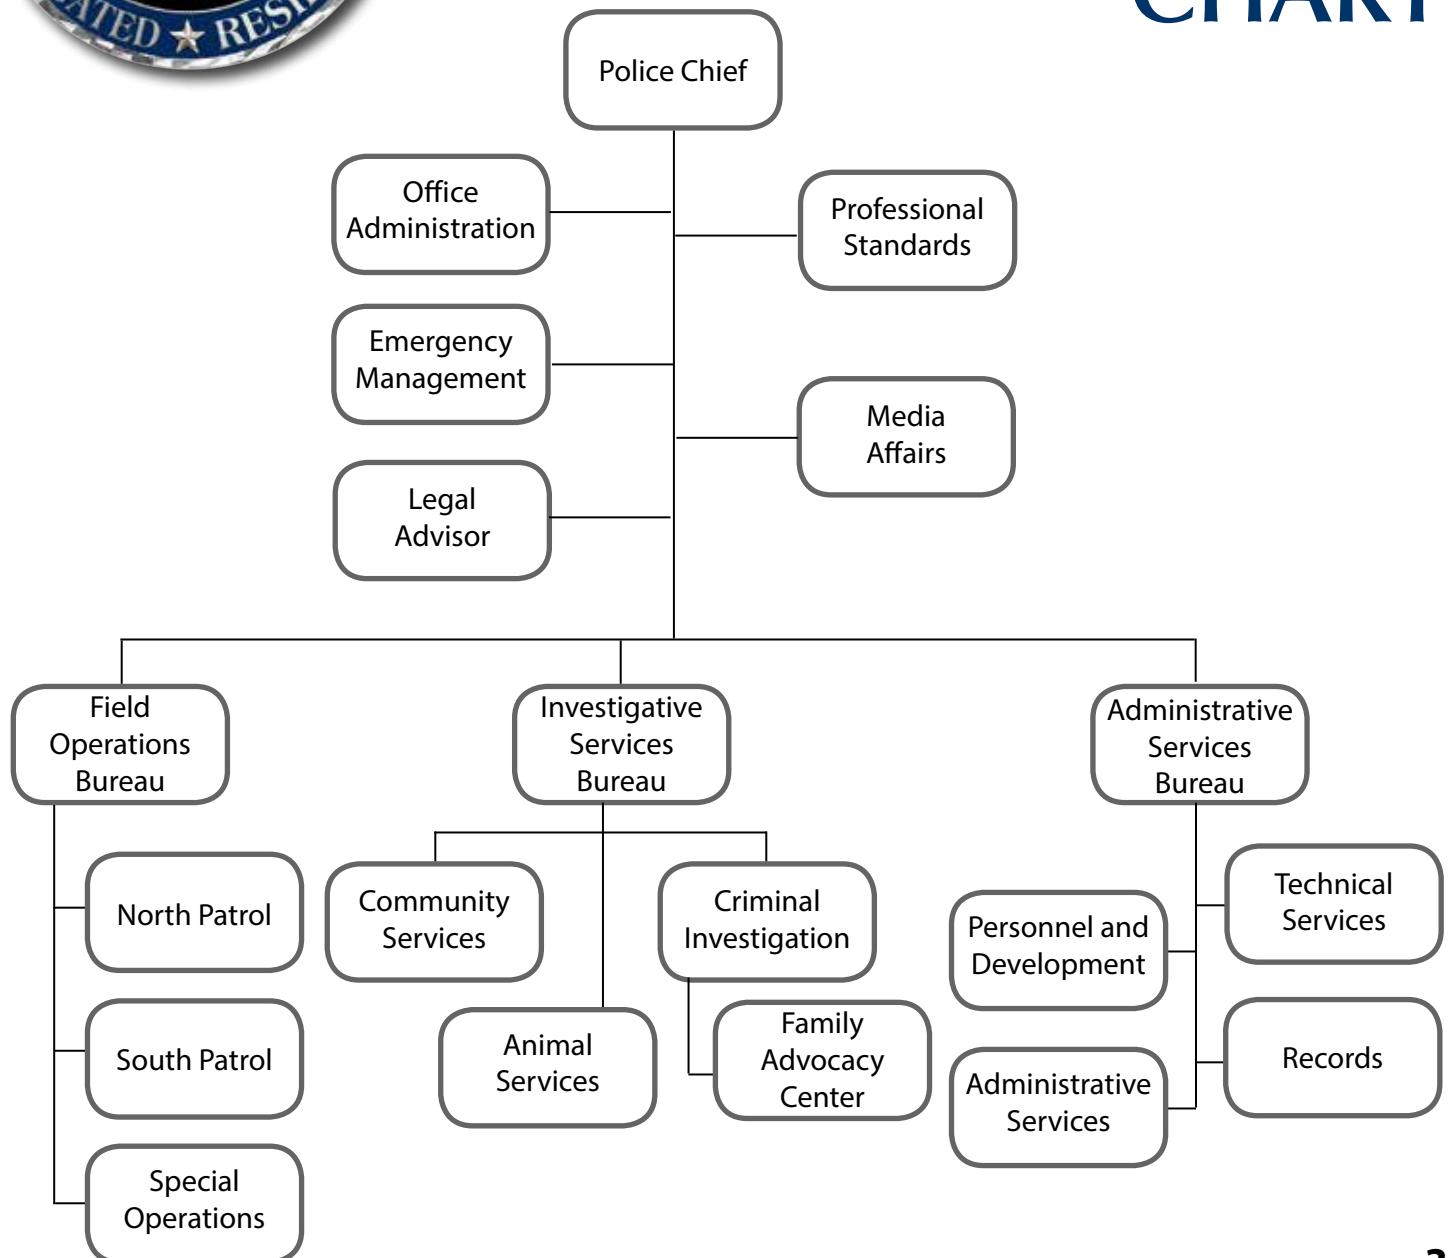 RESI
CHART
Police Chief
Office
Administration
Professional
Standards
Emergency
Management
Media
Affairs
Legal
Advisor
Field
Operations
Bureau
Investigative
Services
Bureau
Administrative
Services
Bureau
North Patrol
South Patrol
Special
Operations
Community
Services
Criminal
Investigation
Animal
Services
Family
Advocacy
Center
Technical
Services
Personnel and
Development
Records
Administrative
Services